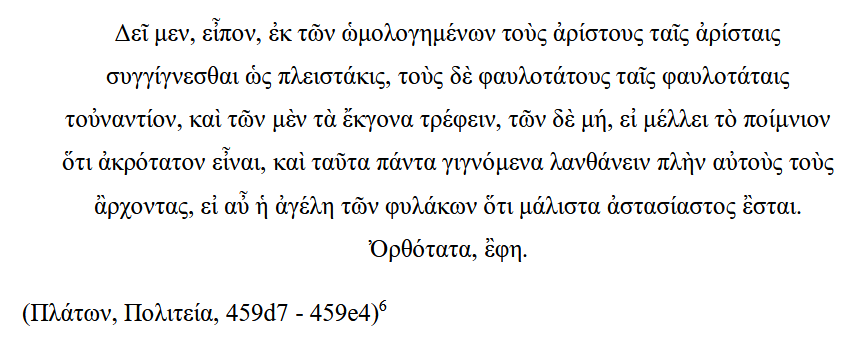 Δεῖ μεν, εἶπον, ἐκ τῶν ὡμολογημένων τοὺς ἀρίστους ταῖς ἀρίσταις
συγγίγνεσθαι ὡς πλειστάκις, τοὺς δὲ φαυλοτάτους ταῖς φαυλοτάταις
τοὐναντίον, καὶ τῶν μὲν τὰ ἔκγονα τρέφειν, τῶν δὲ μή, εἰ μέλλει τὸ ποίμνιον
ὅτι ἀκρότατον εἶναι, καὶ ταῦτα πάντα γιγνόμενα λανθάνειν πλὴν αὐτοὺς τοὺς
ἂρχοντας, εἰ αὖ ἡ ἀγέλη τῶν φυλάκων ὅτι μάλιστα ἀστασίαστος ἒσται.
Ὀρθότατα, ἒφη.
(Πλάτων, Πολιτεία, 459d7 - 459e4)⁶